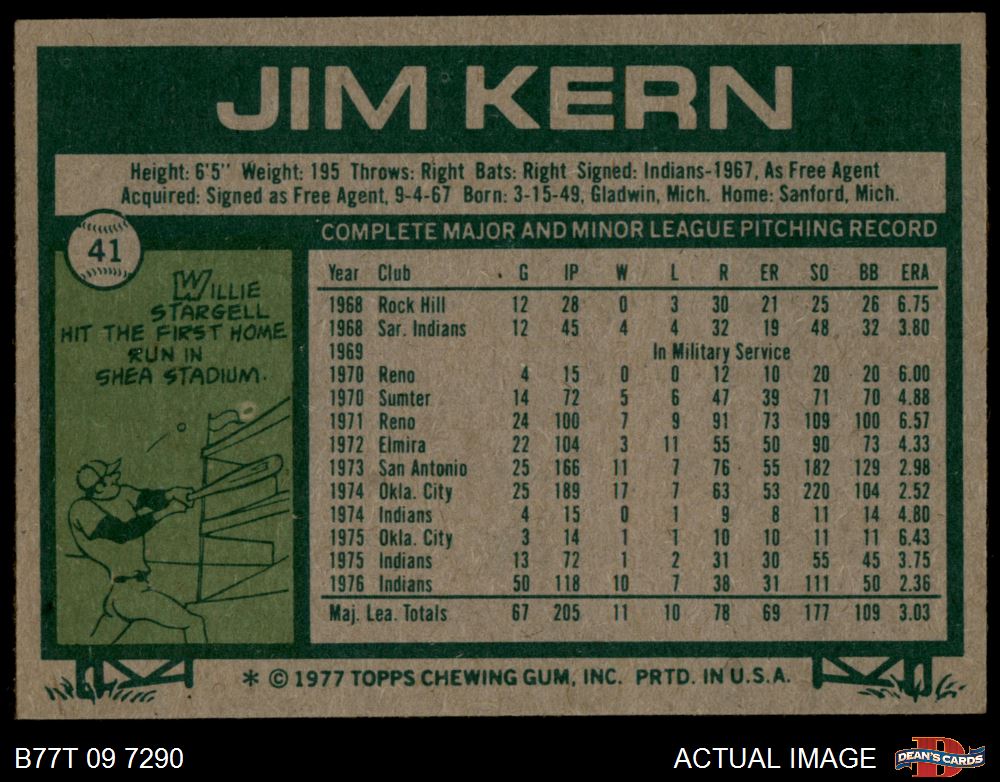 JIM KERN
Height: 6'5" Weight: 195 Throws: Right Bats: Right Signed: Indians-1967, As Free Agent
Acquired: Signed as Free Agent, 9-4-67 Born: 3-15-49, Gladwin, Mich. Home: Sanford, Mich.
41
WILLIE
STARGELL
HIT THE FIRST HOME
RUN IN
SHEA STADIUM.
COMPLETE MAJOR AND MINOR LEAGUE PITCHING RECORD
Year Club G IP W L R ER SO BB ERA
1968 Rock Hill 12 28 0 3 30 21 25 26 6.75
1968 Sar. Indians 12 45 4 4 32 19 48 32 3.80
1969 In Military Service
1970 Reno 4 15 0 0 12 10 20 20 6.00
1970 Sumter 14 72 5 6 47 39 71 70 4.88
1971 Reno 24 100 7 9 91 73 109 100 6.57
1972 Elmira 22 104 3 11 55 50 90 73 4.33
1973 San Antonio 25 166 11 7 76 55 182 129 2.98
1974 Okla. City 25 189 17 7 63 53 220 104 2.52
1974 Indians 4 15 0 1 9 8 11 14 4.80
1975 Okla. City 3 14 1 1 10 10 11 11 6.43
1975 Indians 13 72 1 2 31 30 55 45 3.75
1976 Indians 50 118 10 7 38 31 111 50 2.36
Maj. Lea. Totals 67 205 11 10 78 69 177 109 3.03
* © 1977 TOPPS CHEWING GUM, INC. PRTD. IN U.S.A.
B77T 09 7290
ACTUAL IMAGE
D
DEAN'S CARDS